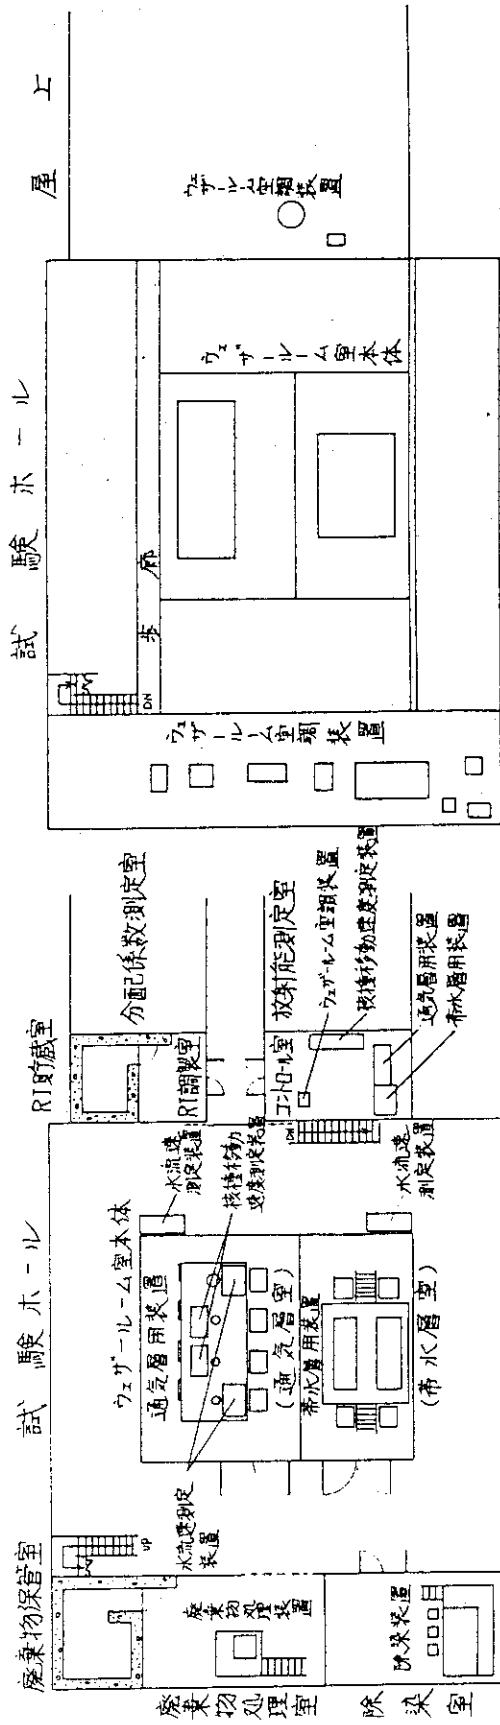 屋上
ウェザールーム空調装置
試験ホール
ウェザールーム室本体
歩廊
DN
ウェザールーム空調装置
RI貯蔵室
分配係数測定室
RI調製室
放射能測定室
コントロール室
ウェザールーム空調装置
核種移動速度測定装置
通気層用装置
帯水層用装置
DN
試験ホール
水流速
測定装置
核種移動
速度測定装置
水流速
測定装置
ウェザールーム室本体
通気層用装置
(通気層室)
帯水層用装置
(帯水層室)
水流速測定
装置
UP
廃棄物保管室
廃棄物処理装置
廃棄物処理室
除染装置
除染室